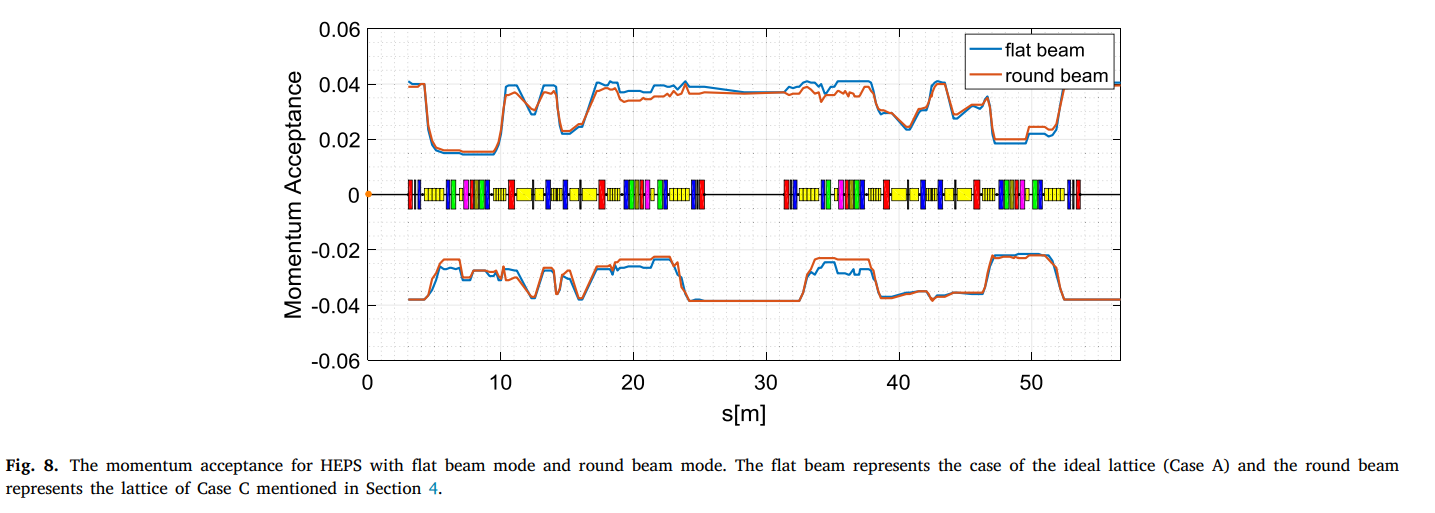 0.06
0.04
0.02
0
-0.02
-0.04
-0.06
Momentum Acceptance
flat beam
round beam
0 10 20 30 40 50
s[m]
Fig. 8. The momentum acceptance for HEPS with flat beam mode and round beam mode. The flat beam represents the case of the ideal lattice (Case A) and the round beam
represents the lattice of Case C mentioned in Section 4.